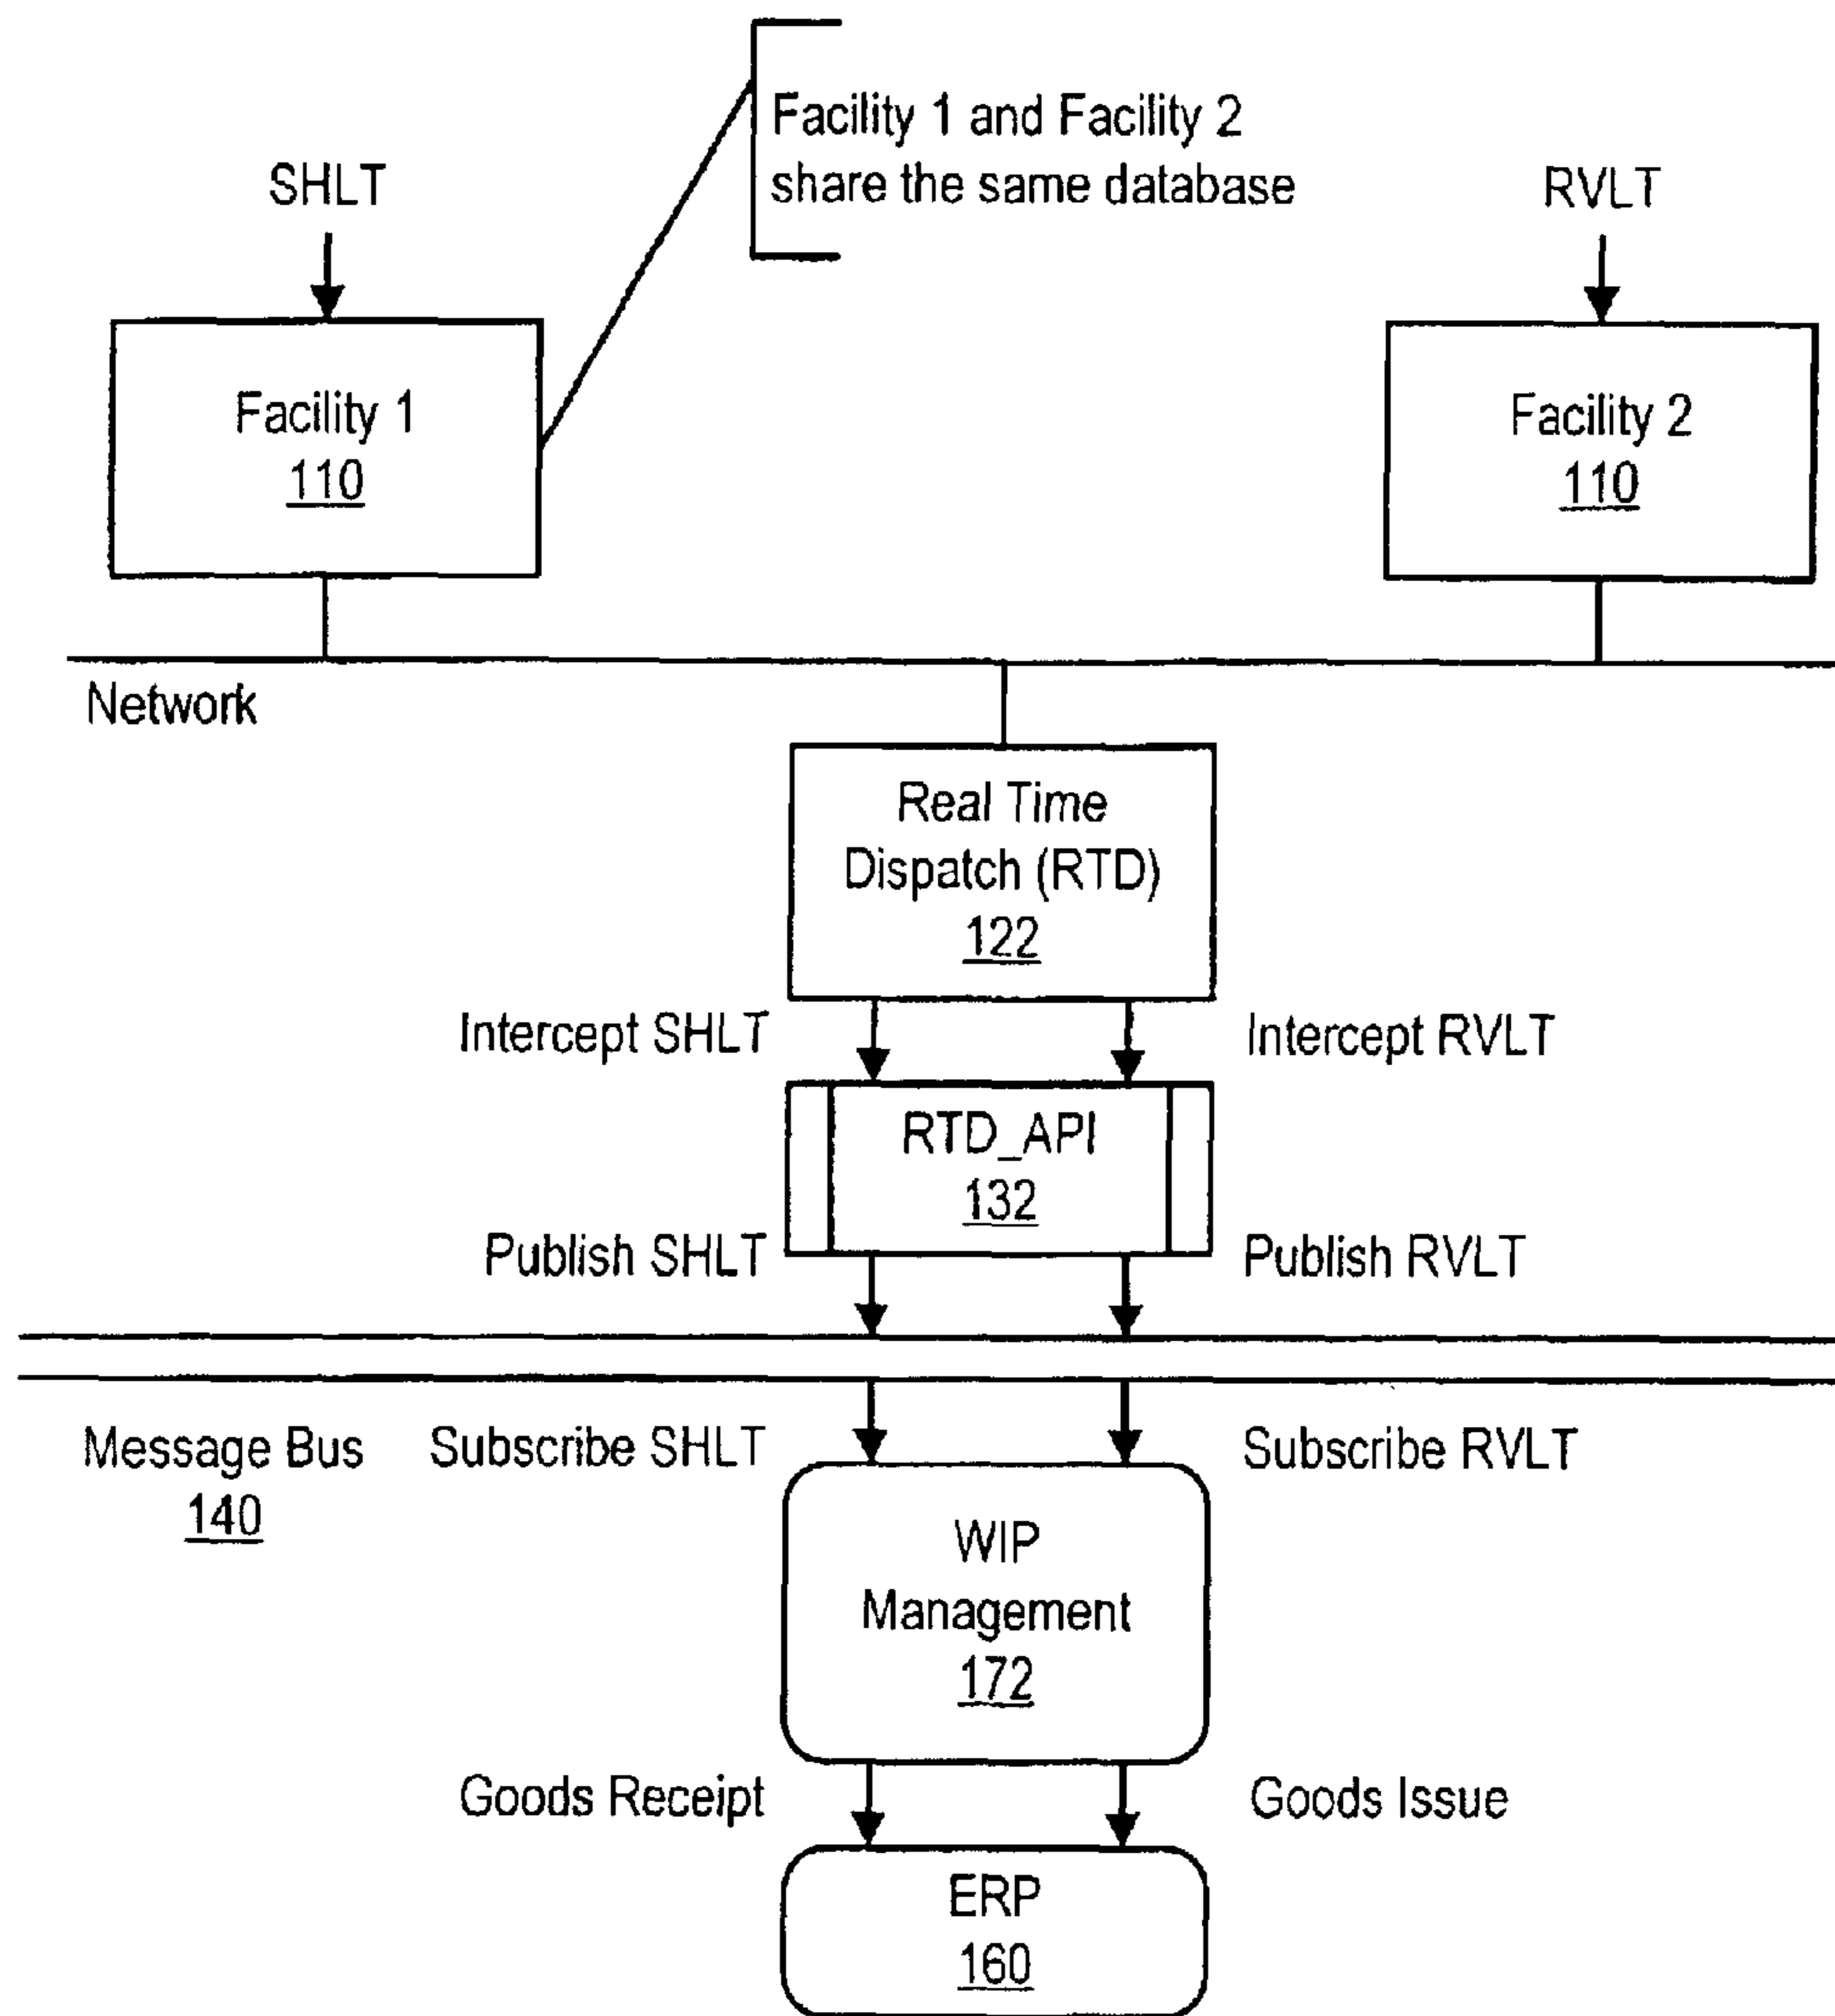 Facility 1 and Facility 2
share the same database
SHLT
RVLT
Facility 1
110
Facility 2
110
Network
Real Time
Dispatch (RTD)
122
Intercept SHLT
Intercept RVLT
RTD_API
132
Publish SHLT
Publish RVLT
Message Bus
140
Subscribe SHLT
Subscribe RVLT
WIP
Management
172
Goods Receipt
Goods Issue
ERP
160